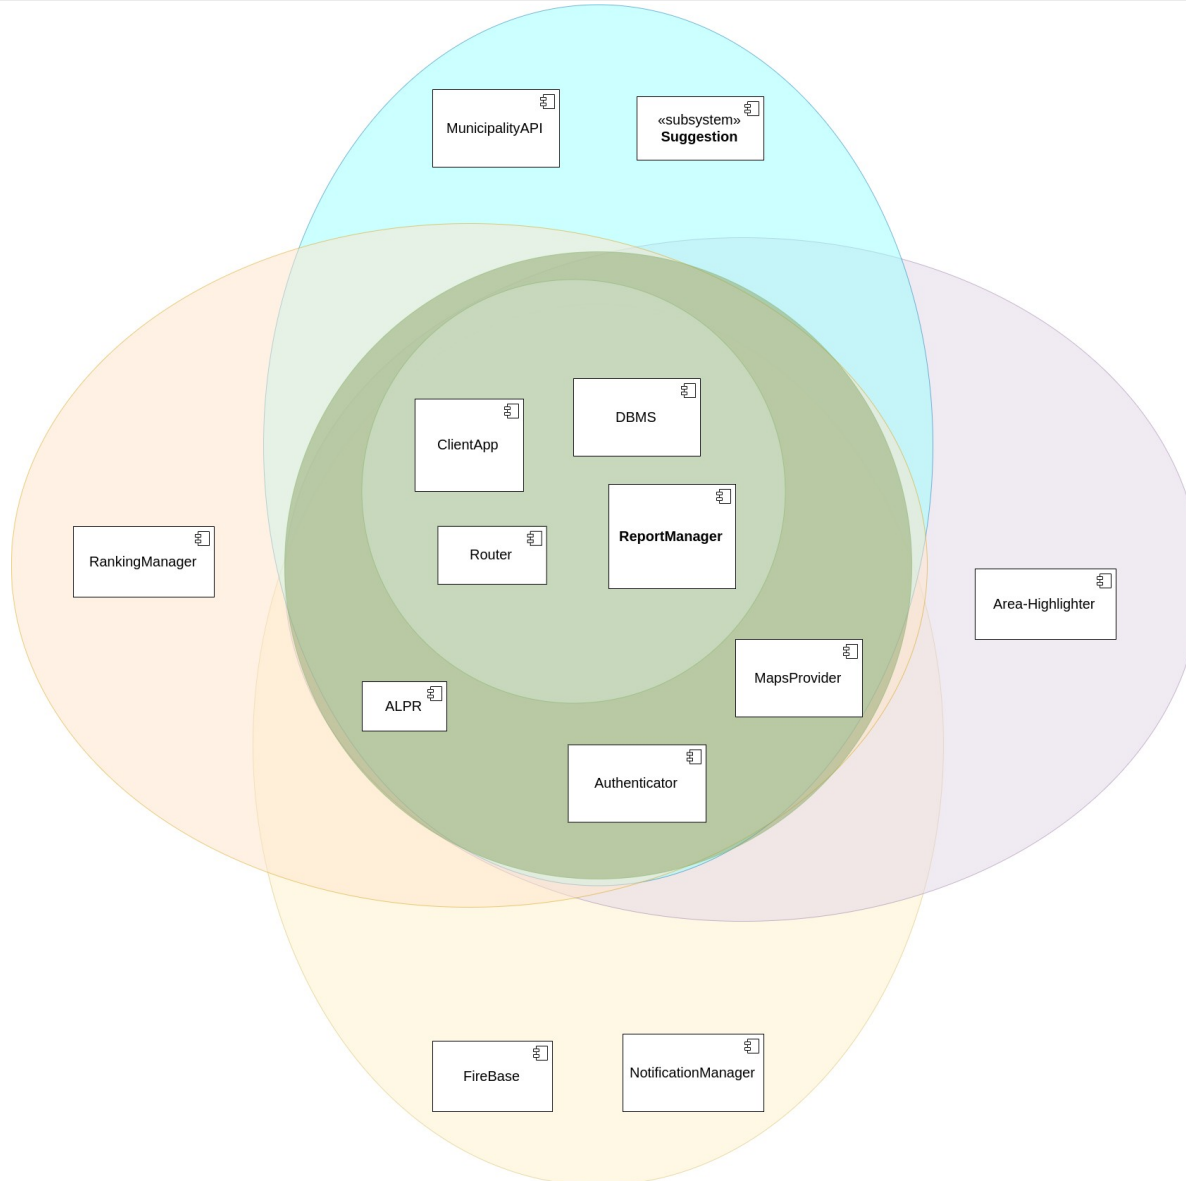 MunicipalityAPI
«subsystem»
Suggestion
DBMS
ClientApp
ReportManager
Router
RankingManager
Area-Highlighter
MapsProvider
ALPR
Authenticator
FireBase
NotificationManager